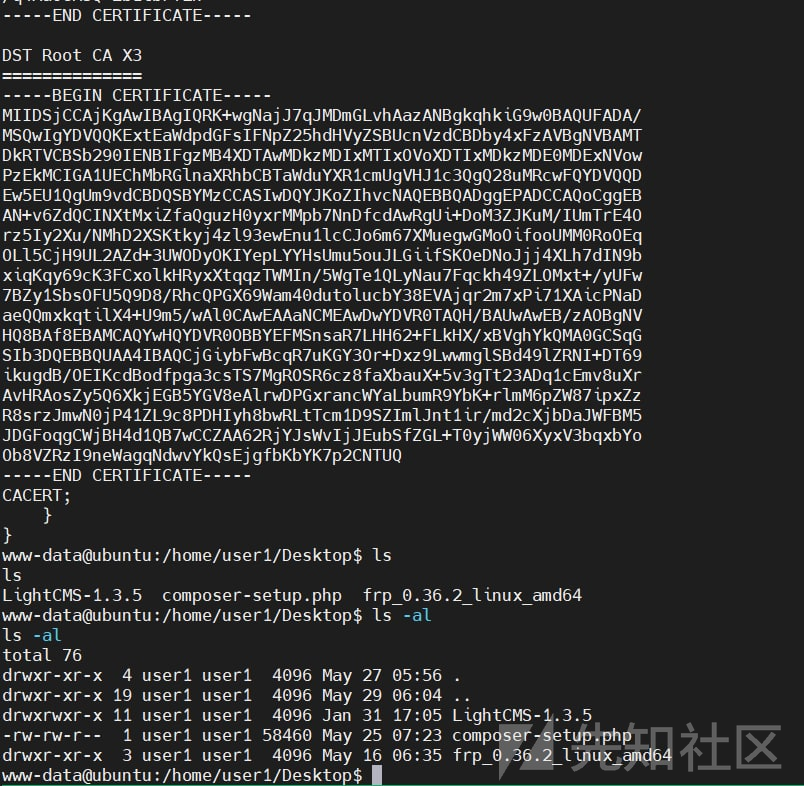 -----END CERTIFICATE-----
DST Root CA X3
==============
-----BEGIN CERTIFICATE-----
MIIDSjCCAjKgAwIBAgIQRK+wgNajJ7qJMDmGLvhAazANBgkqhkiG9w0BAQUFADA/
MSQwIgYDVQQKExtEaWdpdGFsIFNpZ25hdHVyZSBUcnVzdCBDby4xFzAVBgNVBAMT
DkRTVCBSb290IENBIFgzMB4XDTAwMDkzMDIxMTIxOVoXDTIxMDkzMDE0MDExNVow
PzEkMCIGA1UEChMbRGlnaXRhbCBTaWduYXR1cmUgVHJ1c3QgQ28uMRcwFQYDVQQD
Ew5EU1QgUm9vdCBDQSBYMzCCASIwDQYJKoZIhvcNAQEBBQADggEPADCCAQoCggEB
AN+v6ZdQCINXtMxiZfaQguzH0yxrMMpb7NnDfcdAwRgUi+DoM3ZJKuM/IUmTrE4O
rz5Iy2Xu/NMhD2XSKtkyj4zl93ewEnu1lcCJo6m67XMuegwGMoOifooUMM0RoOEq
OLl5CjH9UL2AZd+3UWODyOKIYepLYYHsUmu5ouJLGiifSKOeDNoJjj4XLh7dIN9b
xiqKqy69cK3FCxolkHRyxXtqqzTWMIn/5WgTe1QLyNau7Fqckh49ZLOMxt+/yUFw
7BZy1SbsOFU5Q9D8/RhcQPGX69Wam40dutolucbY38EVAjqr2m7xPi71XAicPNaD
aeQQmxkqtilX4+U9m5/wAl0CAwEAAaNCMEAwDwYDVR0TAQH/BAUwAwEB/zAOBgNV
HQ8BAf8EBAMCAQYwHQYDVR0OBBYEFMSnsaR7LHH62+FLkHX/xBVghYkQMA0GCSqG
SIb3DQEBBQUAA4IBAQCjGiybFwBcqR7uKGY3Or+Dxz9LwwmglSBd49lZRNI+DT69
ikugdB/OEIKcdBodfpga3csTS7MgROSR6cz8faXbauX+5v3gTt23ADq1cEmv8uXr
AvHRAosZy5Q6XkjEGB5YGV8eAlrwDPGxrancWYaLbumR9YbK+rlmM6pZW87ipxZz
R8srzJmwN0jP41ZL9c8PDHIyh8bwRLtTcm1D9SZImlJnt1ir/md2cXjbDaJWFBM5
JDGFoqgCWjBH4d1QB7wCCZAA62RjYJsWvIjJEubSfZGL+T0yjWW06XyxV3bqxbYo
Ob8VZRzI9neWagqNdwvYkQsEjgfbKbYK7p2CNTUQ
-----END CERTIFICATE-----
CACERT;
}
}
www-data@ubuntu:/home/user1/Desktop$ ls
ls
LightCMS-1.3.5  composer-setup.php  frp_0.36.2_linux_amd64
www-data@ubuntu:/home/user1/Desktop$ ls -al
ls -al
total 76
drwxr-xr-x  4 user1 user1  4096 May 27 05:56 .
drwxr-xr-x 19 user1 user1  4096 May 29 06:04 ..
drwxrwxr-x 11 user1 user1  4096 Jan 31 17:05 LightCMS-1.3.5
-rw-rw-r--  1 user1 user1 58460 May 25 07:23 composer-setup.php
drwxr-xr-x  3 user1 user1  4096 May 16 06:35 frp_0.36.2_linux_amd64
www-data@ubuntu:/home/user1/Desktop$
先知社区